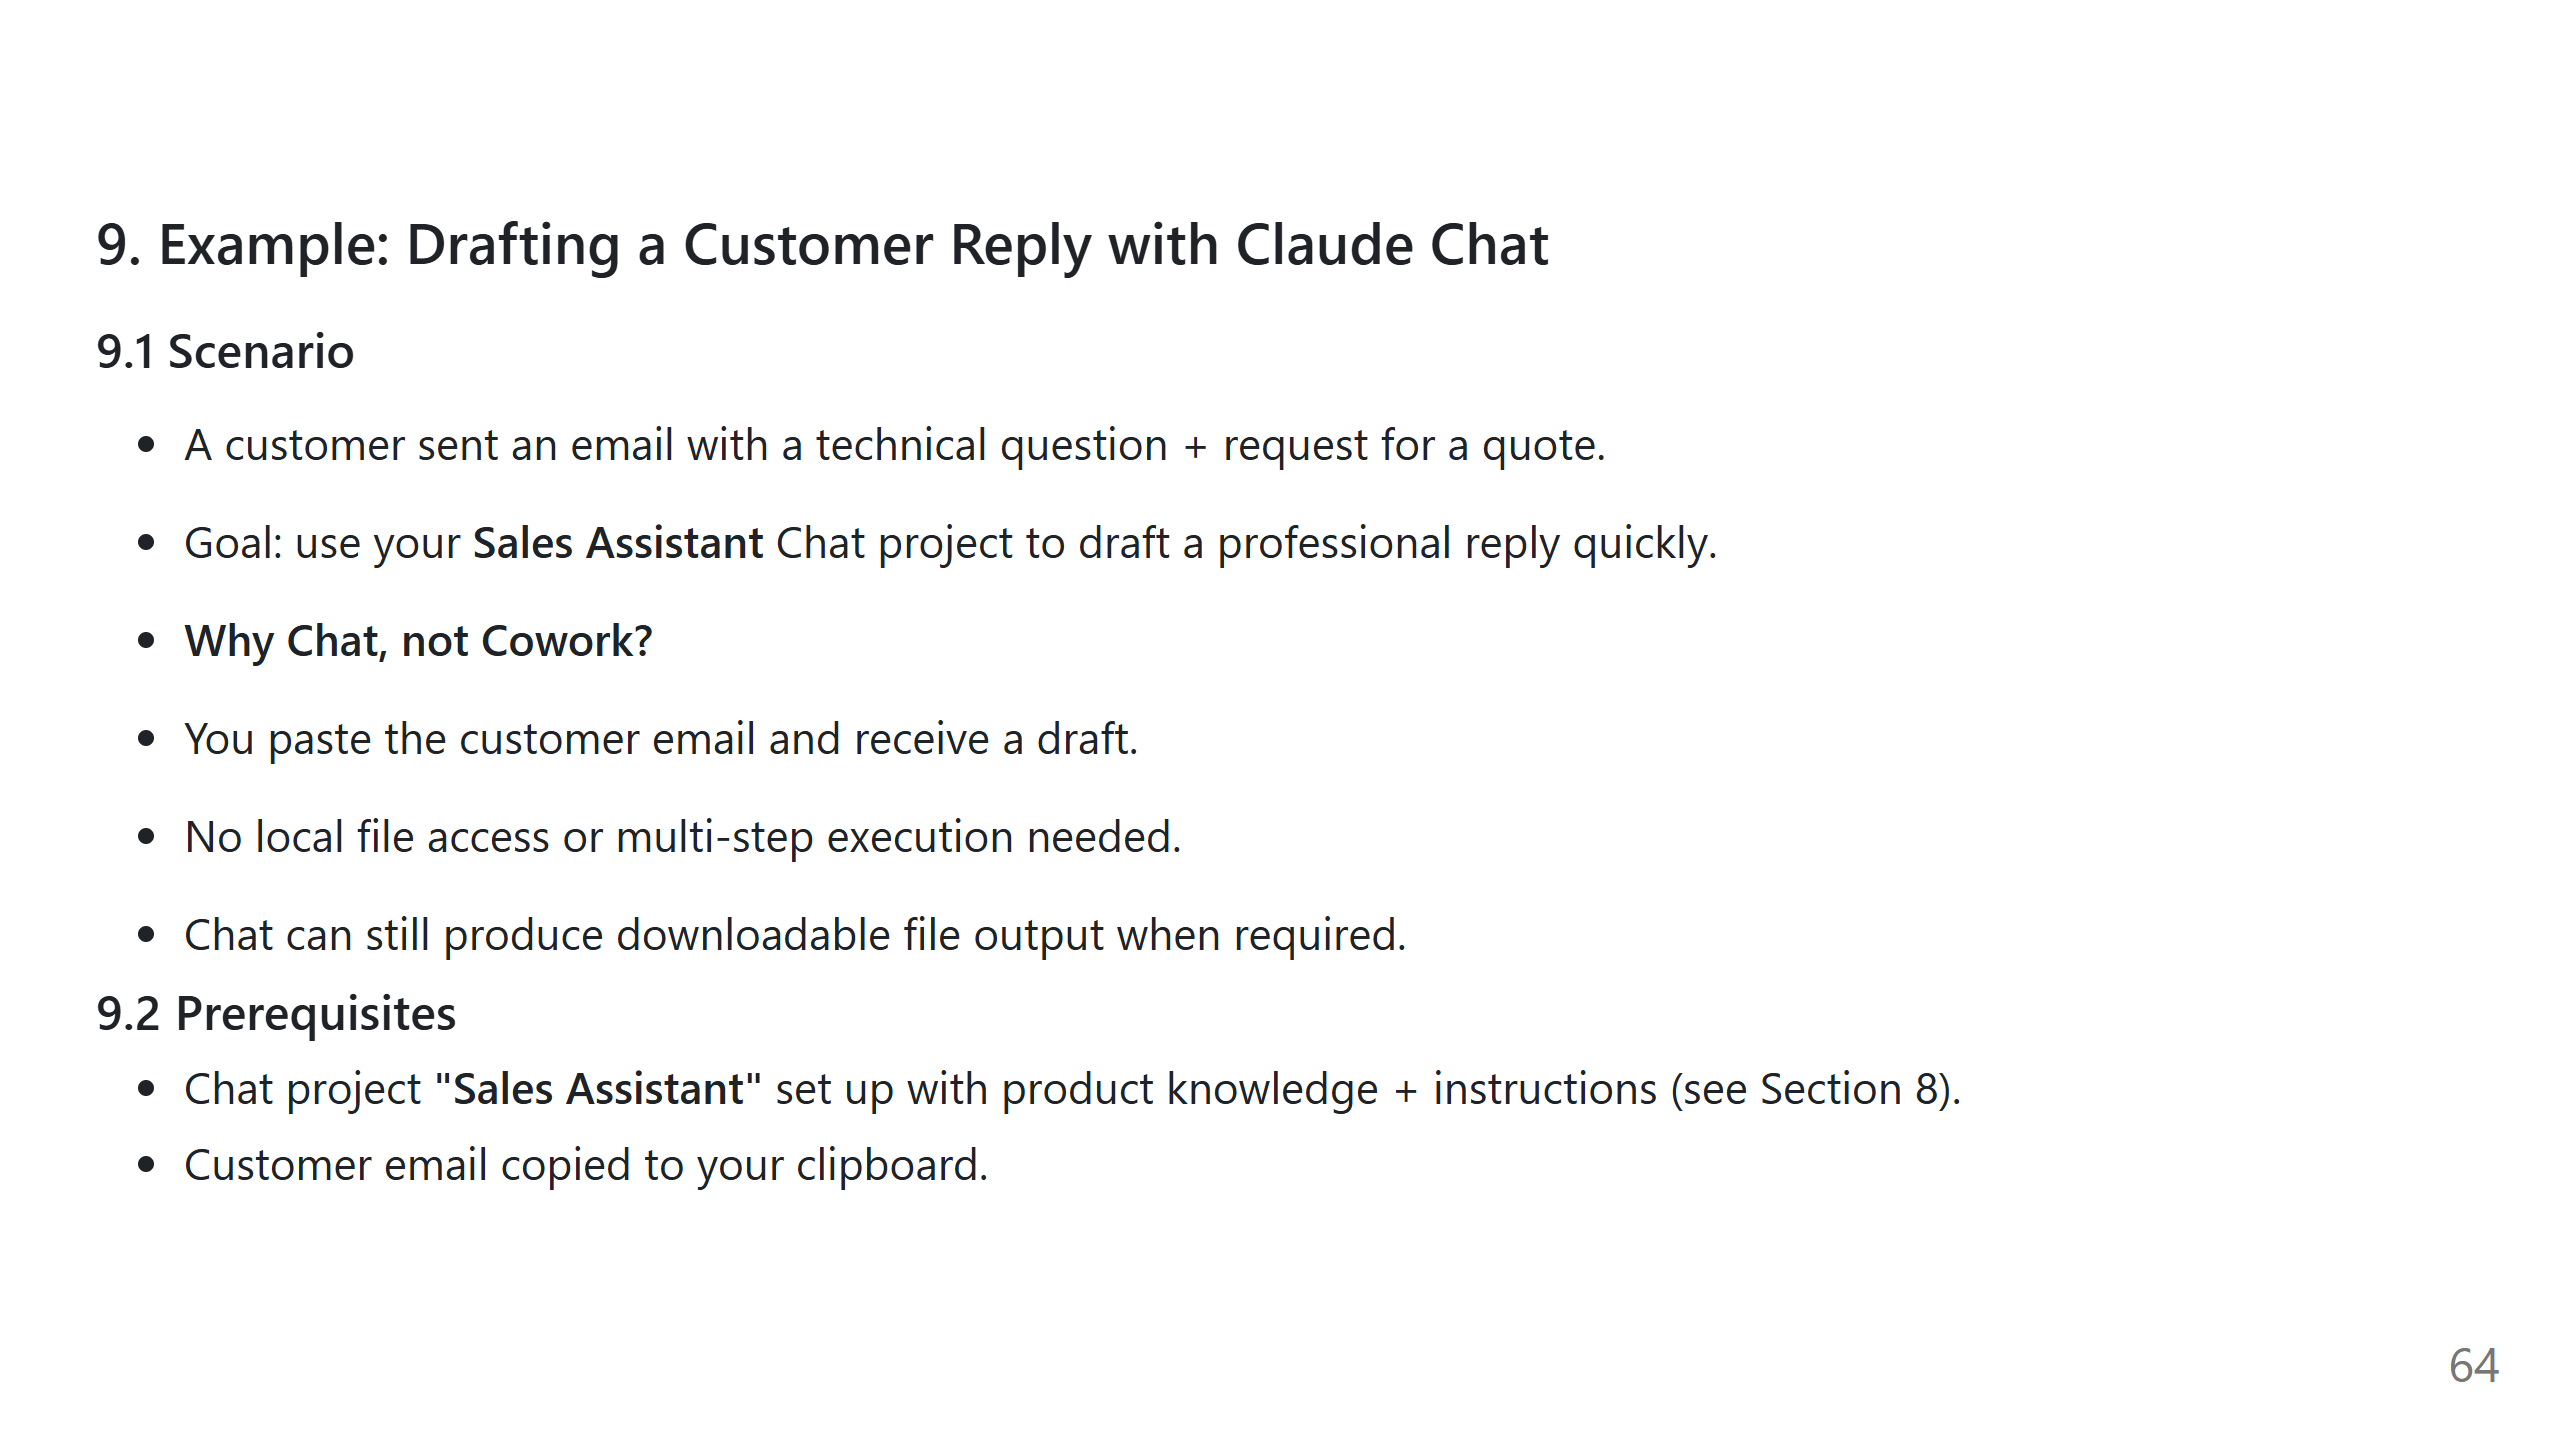 9. Example: Drafting a Customer Reply with Claude Chat
9.1 Scenario
• A customer sent an email with a technical question + request for a quote.
• Goal: use your Sales Assistant Chat project to draft a professional reply quickly.
• Why Chat, not Cowork?
• You paste the customer email and receive a draft.
• No local file access or multi-step execution needed.
• Chat can still produce downloadable file output when required.
9.2 Prerequisites
• Chat project "Sales Assistant" set up with product knowledge + instructions (see Section 8).
• Customer email copied to your clipboard.
64